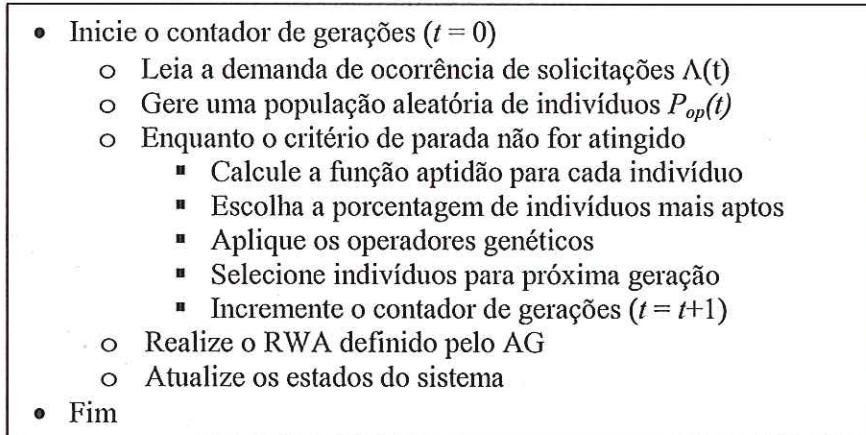 • Inicie o contador de gerações (t = 0)
o Leia a demanda de ocorrência de solicitações Λ(t)
o Gere uma população aleatória de indivíduos Pop(t)
o Enquanto o critério de parada não for atingido
▪ Calcule a função aptidão para cada indivíduo
▪ Escolha a porcentagem de indivíduos mais aptos
▪ Aplique os operadores genéticos
▪ Selecione indivíduos para próxima geração
▪ Incremente o contador de gerações (t = t+1)
o Realize o RWA definido pelo AG
o Atualize os estados do sistema
• Fim